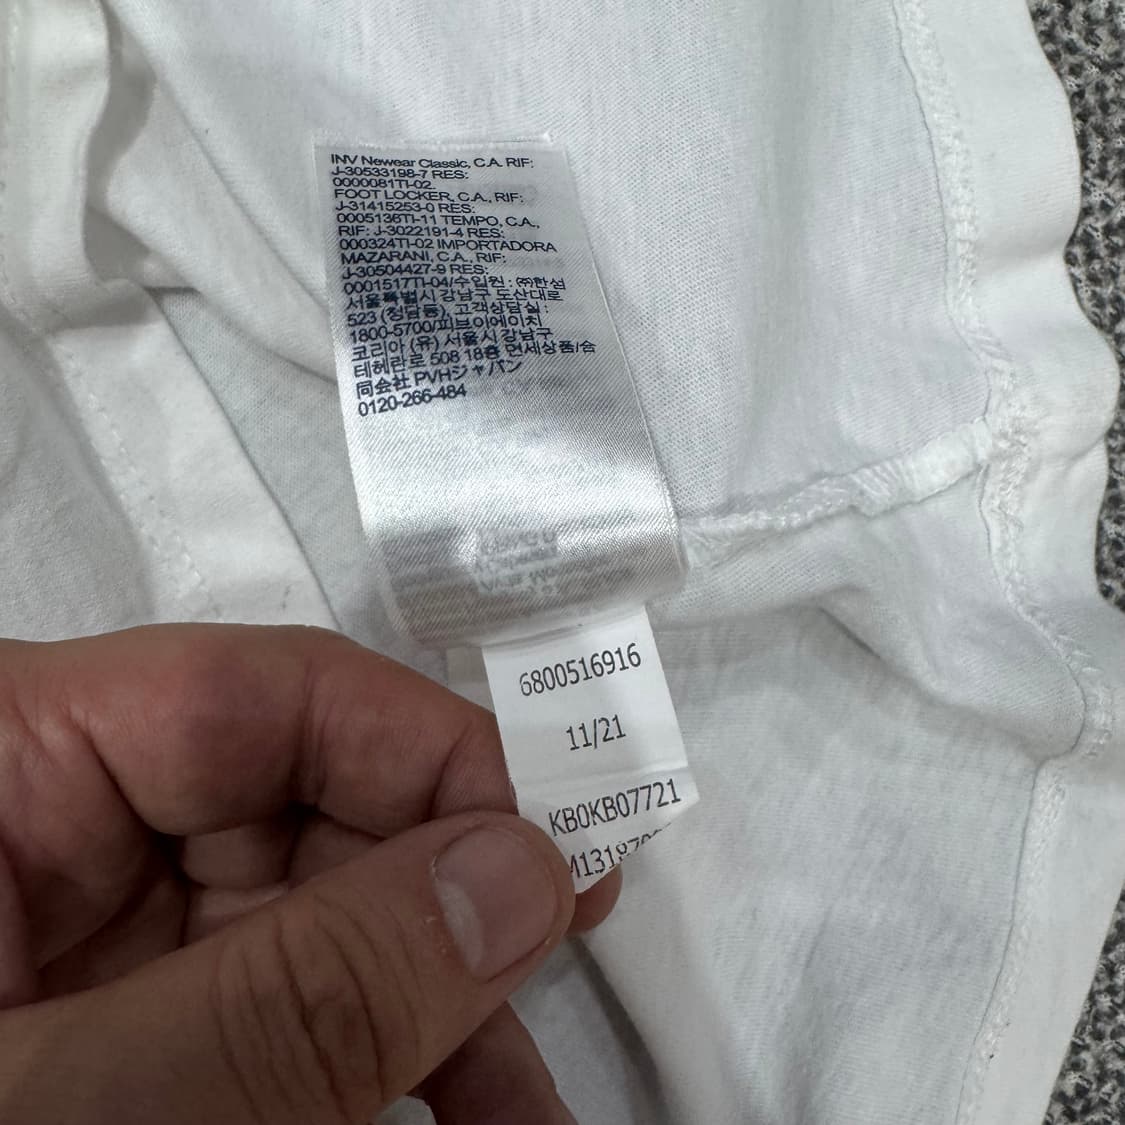 INV Newear Classic, C.A. RIF:
J-30533198-7 RES:
0000081TI-02.
FOOT LOCKER, C.A., RIF:
J-31415253-0 RES:
0005136TI-11 TEMPO, C.A.,
RIF: J-3022191-4 RES:
000324TI-02 IMPORTADORA
MAZARANI, C.A., RIF:
J-30504427-9 RES:
0001517TI-04/수입원 : ㈜한섬
서울특별시 강남구 도산대로
523 (청담동), 고객상담실 :
1800-5700/피브이에이치
코리아 (유) 서울시 강남구
테헤란로 508 18층 면세상품/合
同会社 PVHジャパン
0120-266-484
6800516916
11/21
KB0KB07721